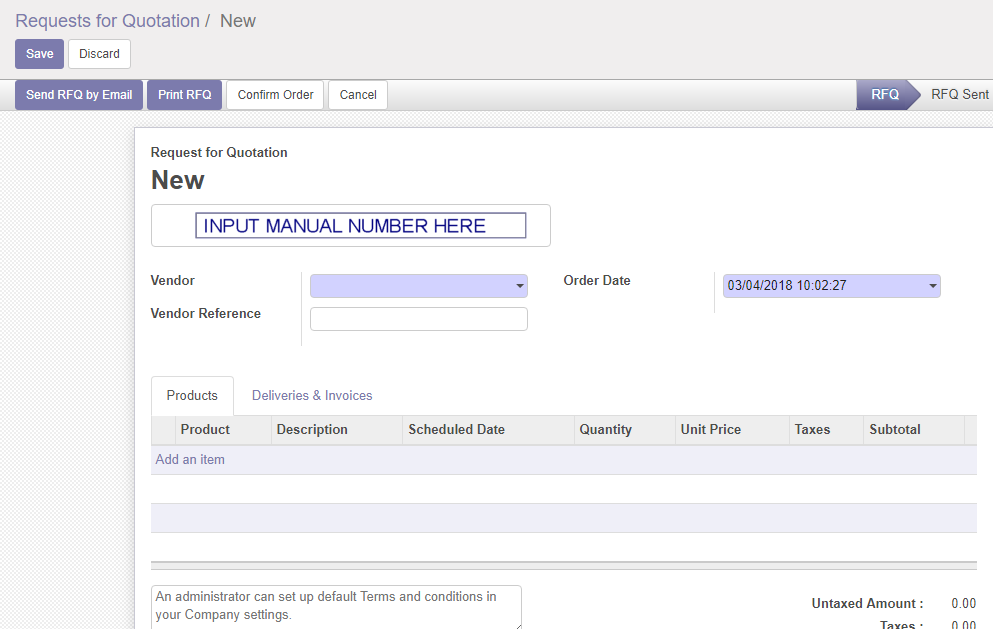 Requests for Quotation / New
Save Discard
Send RFQ by Email Print RFQ Confirm Order Cancel RFQ RFQ Sent
Request for Quotation
New
INPUT MANUAL NUMBER HERE
Vendor Order Date 03/04/2018 10:02:27
Vendor Reference
Products Deliveries & Invoices
Product Description Scheduled Date Quantity Unit Price Taxes Subtotal
Add an item
An administrator can set up default Terms and conditions in
your Company settings.
Untaxed Amount : 0.00
Taxes : 0.00